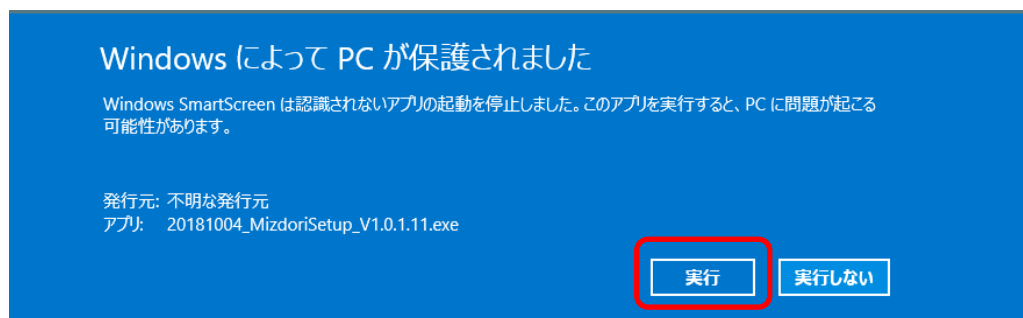 Windows によって PC が保護されました
Windows SmartScreen は認識されないアプリの起動を停止しました。このアプリを実行すると、PC に問題が起こる
可能性があります。
発行元: 不明な発行元
アプリ: 20181004_MizdoriSetup_V1.0.1.11.exe
実行 実行しない